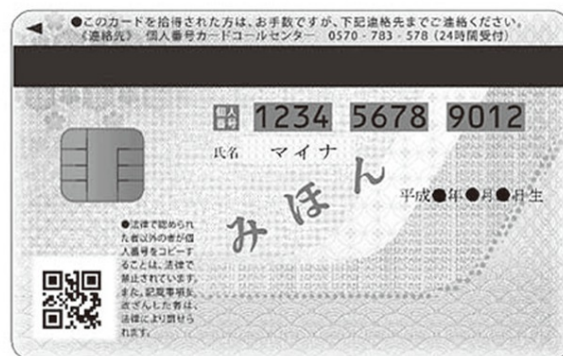 ●このカードを拾得された方は、お手数ですが、下記連絡先までご連絡ください。
《連絡先》 個人番号カードコールセンター 0570-783-578 (24時間受付)
個人番号 1234 5678 9012
氏名 マイナ
みほん
平成●年●月●日生
●法律で認められ
た者以外の者が個
人番号をコピーす
ることは、法律で
禁止されています。
また、記載事項を
改ざんした者は、
法律により罰せら
れます。